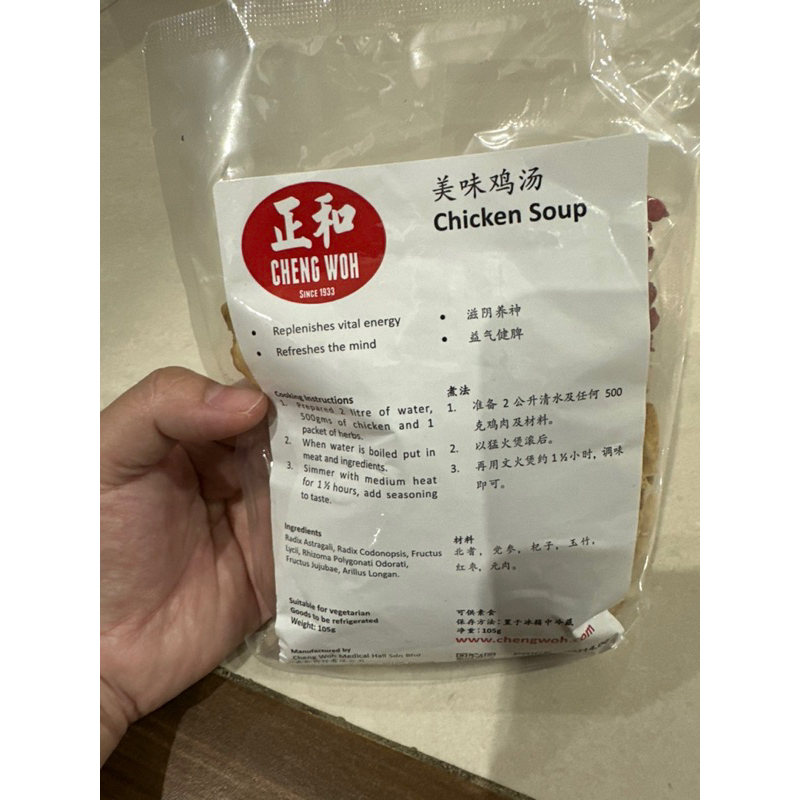 正和
CHENG WOH
SINCE 1933
美味鸡汤
Chicken Soup
• Replenishes vital energy
• Refreshes the mind
• 滋阴养神
• 益气健脾
Cooking Instructions
1. Prepared 2 litre of water,
500gms of chicken and 1
packet of herbs.
2. When water is boiled put in
meat and ingredients.
3. Simmer with medium heat
for 1½ hours, add seasoning
to taste.
煮法
1. 准备 2 公升清水及任何 500
克鸡肉及材料。
2. 以猛火煲滚后。
3. 再用文火煲约 1½小时, 调味
即可。
Ingredients
Radix Astragali, Radix Codonopsis, Fructus
Lycii, Rhizoma Polygonati Odorati,
Fructus Jujubae, Arillus Longan.
材料
北耆, 党参, 杞子, 玉竹,
红枣, 元肉。
Suitable for vegetarian
Goods to be refrigerated
Weight: 105g
可供素食
保存方法: 置于冰箱中冷藏
净重: 105g
www.chengwoh.com
Manufactured by
Cheng Woh Medical Hall Sdn Bhd